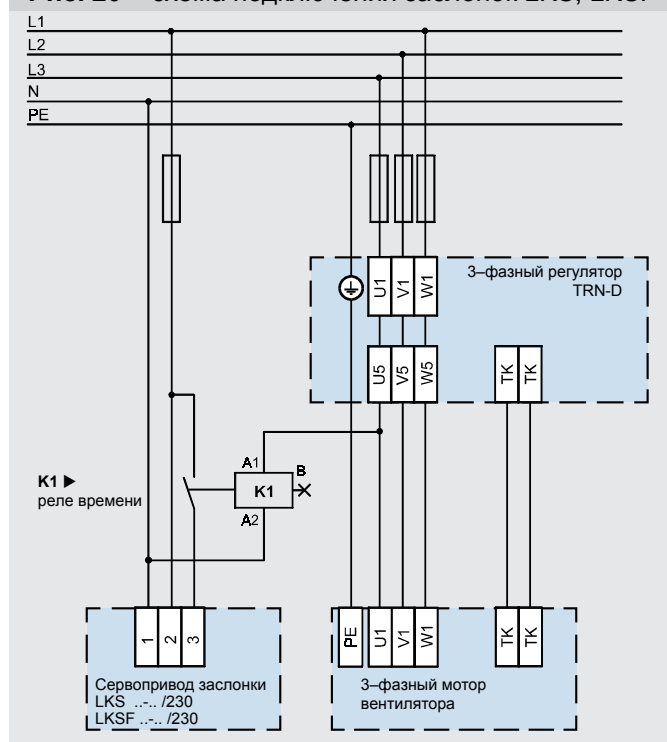 L1
L2
L3
N
PE
U1
V1
W1
3–фазный регулятор
TRN-D
U5
V5
W5
TK
TK
A1
B
K1 ►
K1
реле времени
A2
1
2
3
PE
U1
V1
W1
TK
TK
Сервопривод заслонки
LKS ..-.. /230
LKSF ..-.. /230
3–фазный мотор
вентилятора